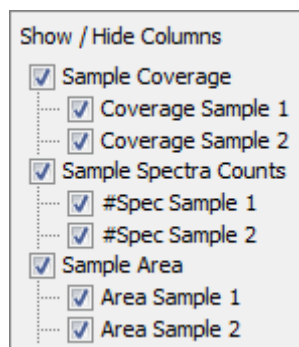 Show / Hide Columns
Sample Coverage
Coverage Sample 1
Coverage Sample 2
Sample Spectra Counts
#Spec Sample 1
#Spec Sample 2
Sample Area
Area Sample 1
Area Sample 2